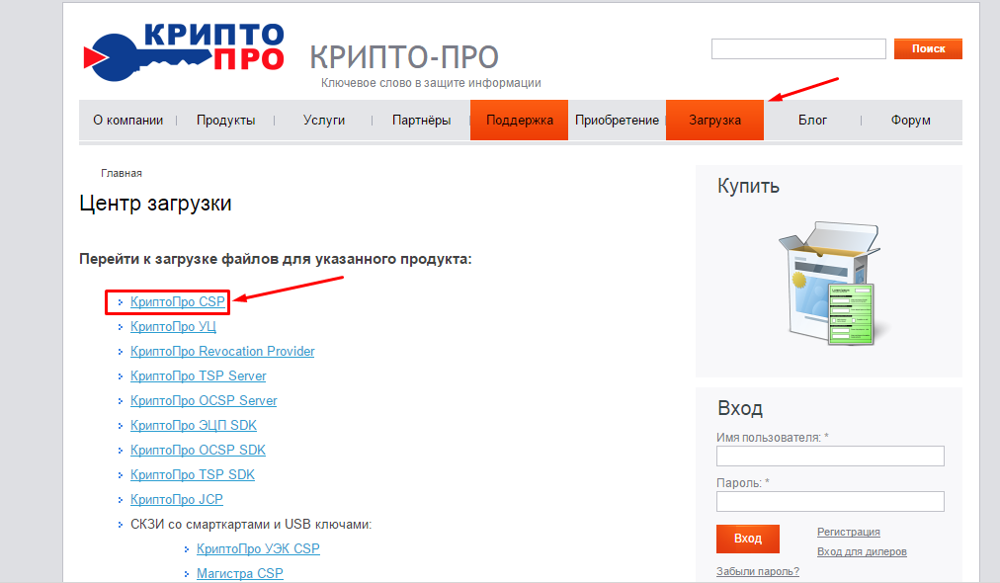 КРИПТО
ПРО
КРИПТО-ПРО
Ключевое слово в защите информации
Поиск
О компании
Продукты
Услуги
Партнёры
Поддержка
Приобретение
Загрузка
Блог
Форум
Главная
Центр загрузки
Перейти к загрузке файлов для указанного продукта:
КриптоПро CSP
КриптоПро УЦ
КриптоПро Revocation Provider
КриптоПро TSP Server
КриптоПро OCSP Server
КриптоПро ЭЦП SDK
КриптоПро OCSP SDK
КриптоПро TSP SDK
КриптоПро JCP
СКЗИ со смарткартами и USB ключами:
КриптоПро УЭК CSP
Магистра CSP
Купить
Вход
Имя пользователя: *
Пароль: *
Вход
Регистрация
Вход для дилеров
Забыли пароль?